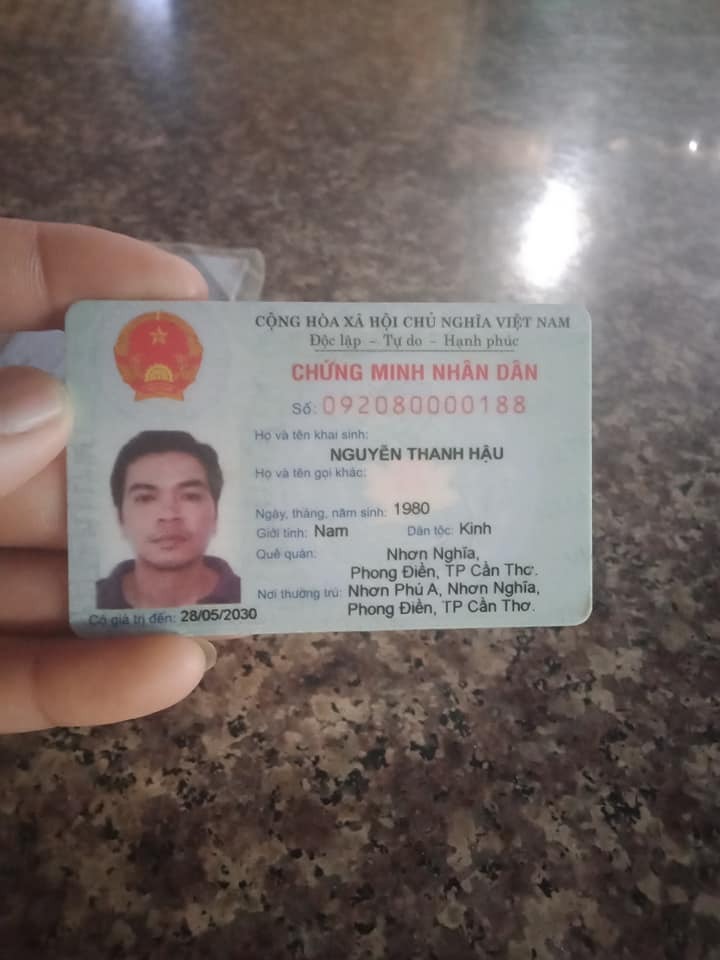 CỘNG HÒA XÃ HỘI CHỦ NGHĨA VIỆT NAM
Độc lập – Tự do – Hạnh phúc
CHỨNG MINH NHÂN DÂN
Số: 092080000188
Họ và tên khai sinh:
NGUYỄN THANH HẬU
Họ và tên gọi khác:
Ngày, tháng, năm sinh: 1980
Giới tính: Nam Dân tộc: Kinh
Quê quán: Nhơn Nghĩa,
Phong Điền, TP Cần Thơ.
Nơi thường trú: Nhơn Phú A, Nhơn Nghĩa,
Phong Điền, TP Cần Thơ.
Có giá trị đến: 28/05/2030